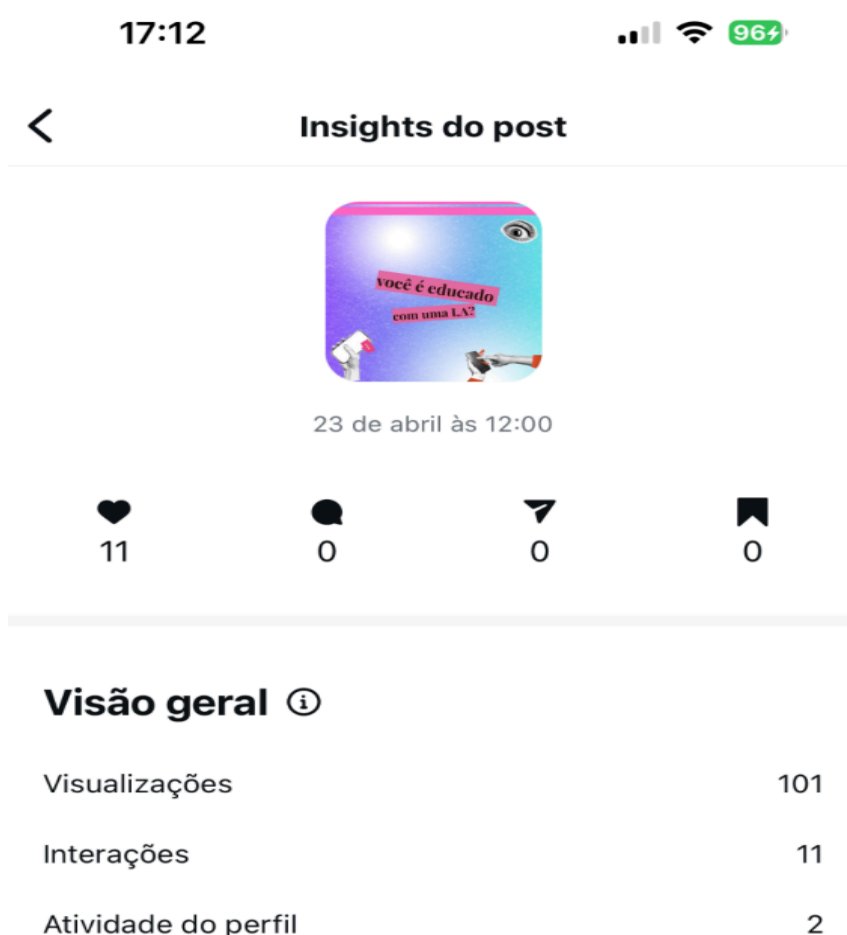 17:12
96
Insights do post
você é educado
com uma I.A?
23 de abril às 12:00
11
0
0
0
Visão geral
Visualizações
101
Interações
11
Atividade do perfil
2